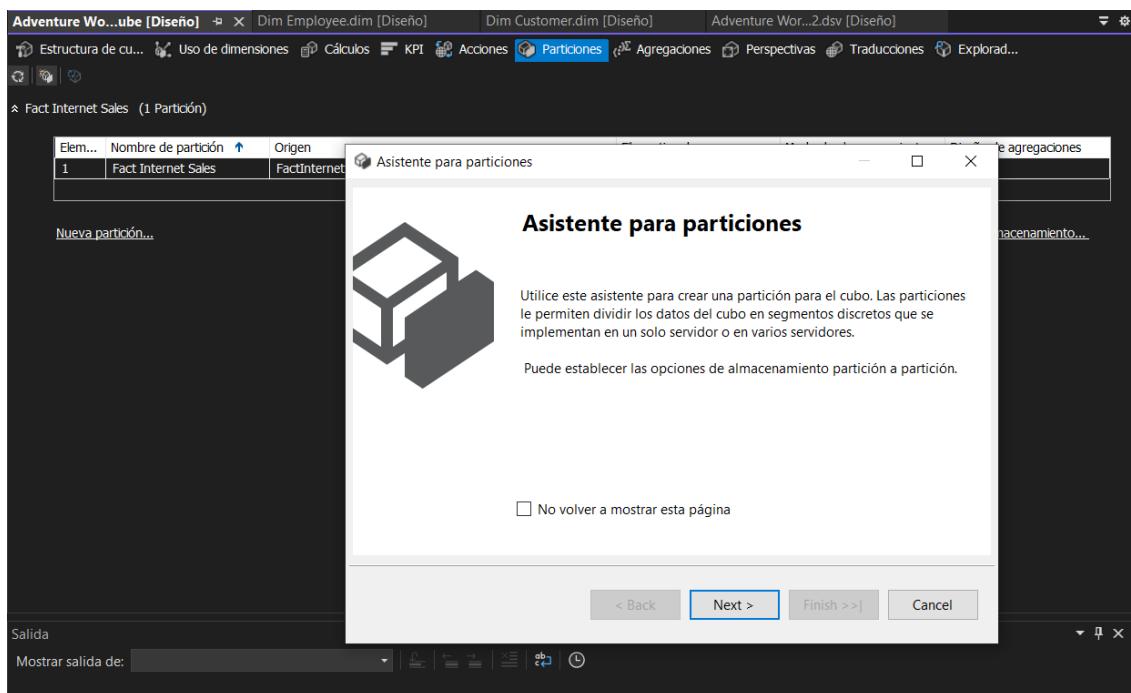 Adventure Wo...ube [Diseño] Dim Employee.dim [Diseño] Dim Customer.dim [Diseño] Adventure Wor...2.dsv [Diseño]
Estructura de cu... Uso de dimensiones Cálculos KPI Acciones Particiones Agregaciones Perspectivas Traducciones Explorad...
Fact Internet Sales (1 Partición)
Elem... Nombre de partición Origen e agregaciones
1 Fact Internet Sales FactInternet
Nueva partición... macenamiento...
Asistente para particiones
Asistente para particiones
Utilice este asistente para crear una partición para el cubo. Las particiones
le permiten dividir los datos del cubo en segmentos discretos que se
implementan en un solo servidor o en varios servidores.
Puede establecer las opciones de almacenamiento partición a partición.
No volver a mostrar esta página
< Back Next > Finish >>| Cancel
Salida
Mostrar salida de: